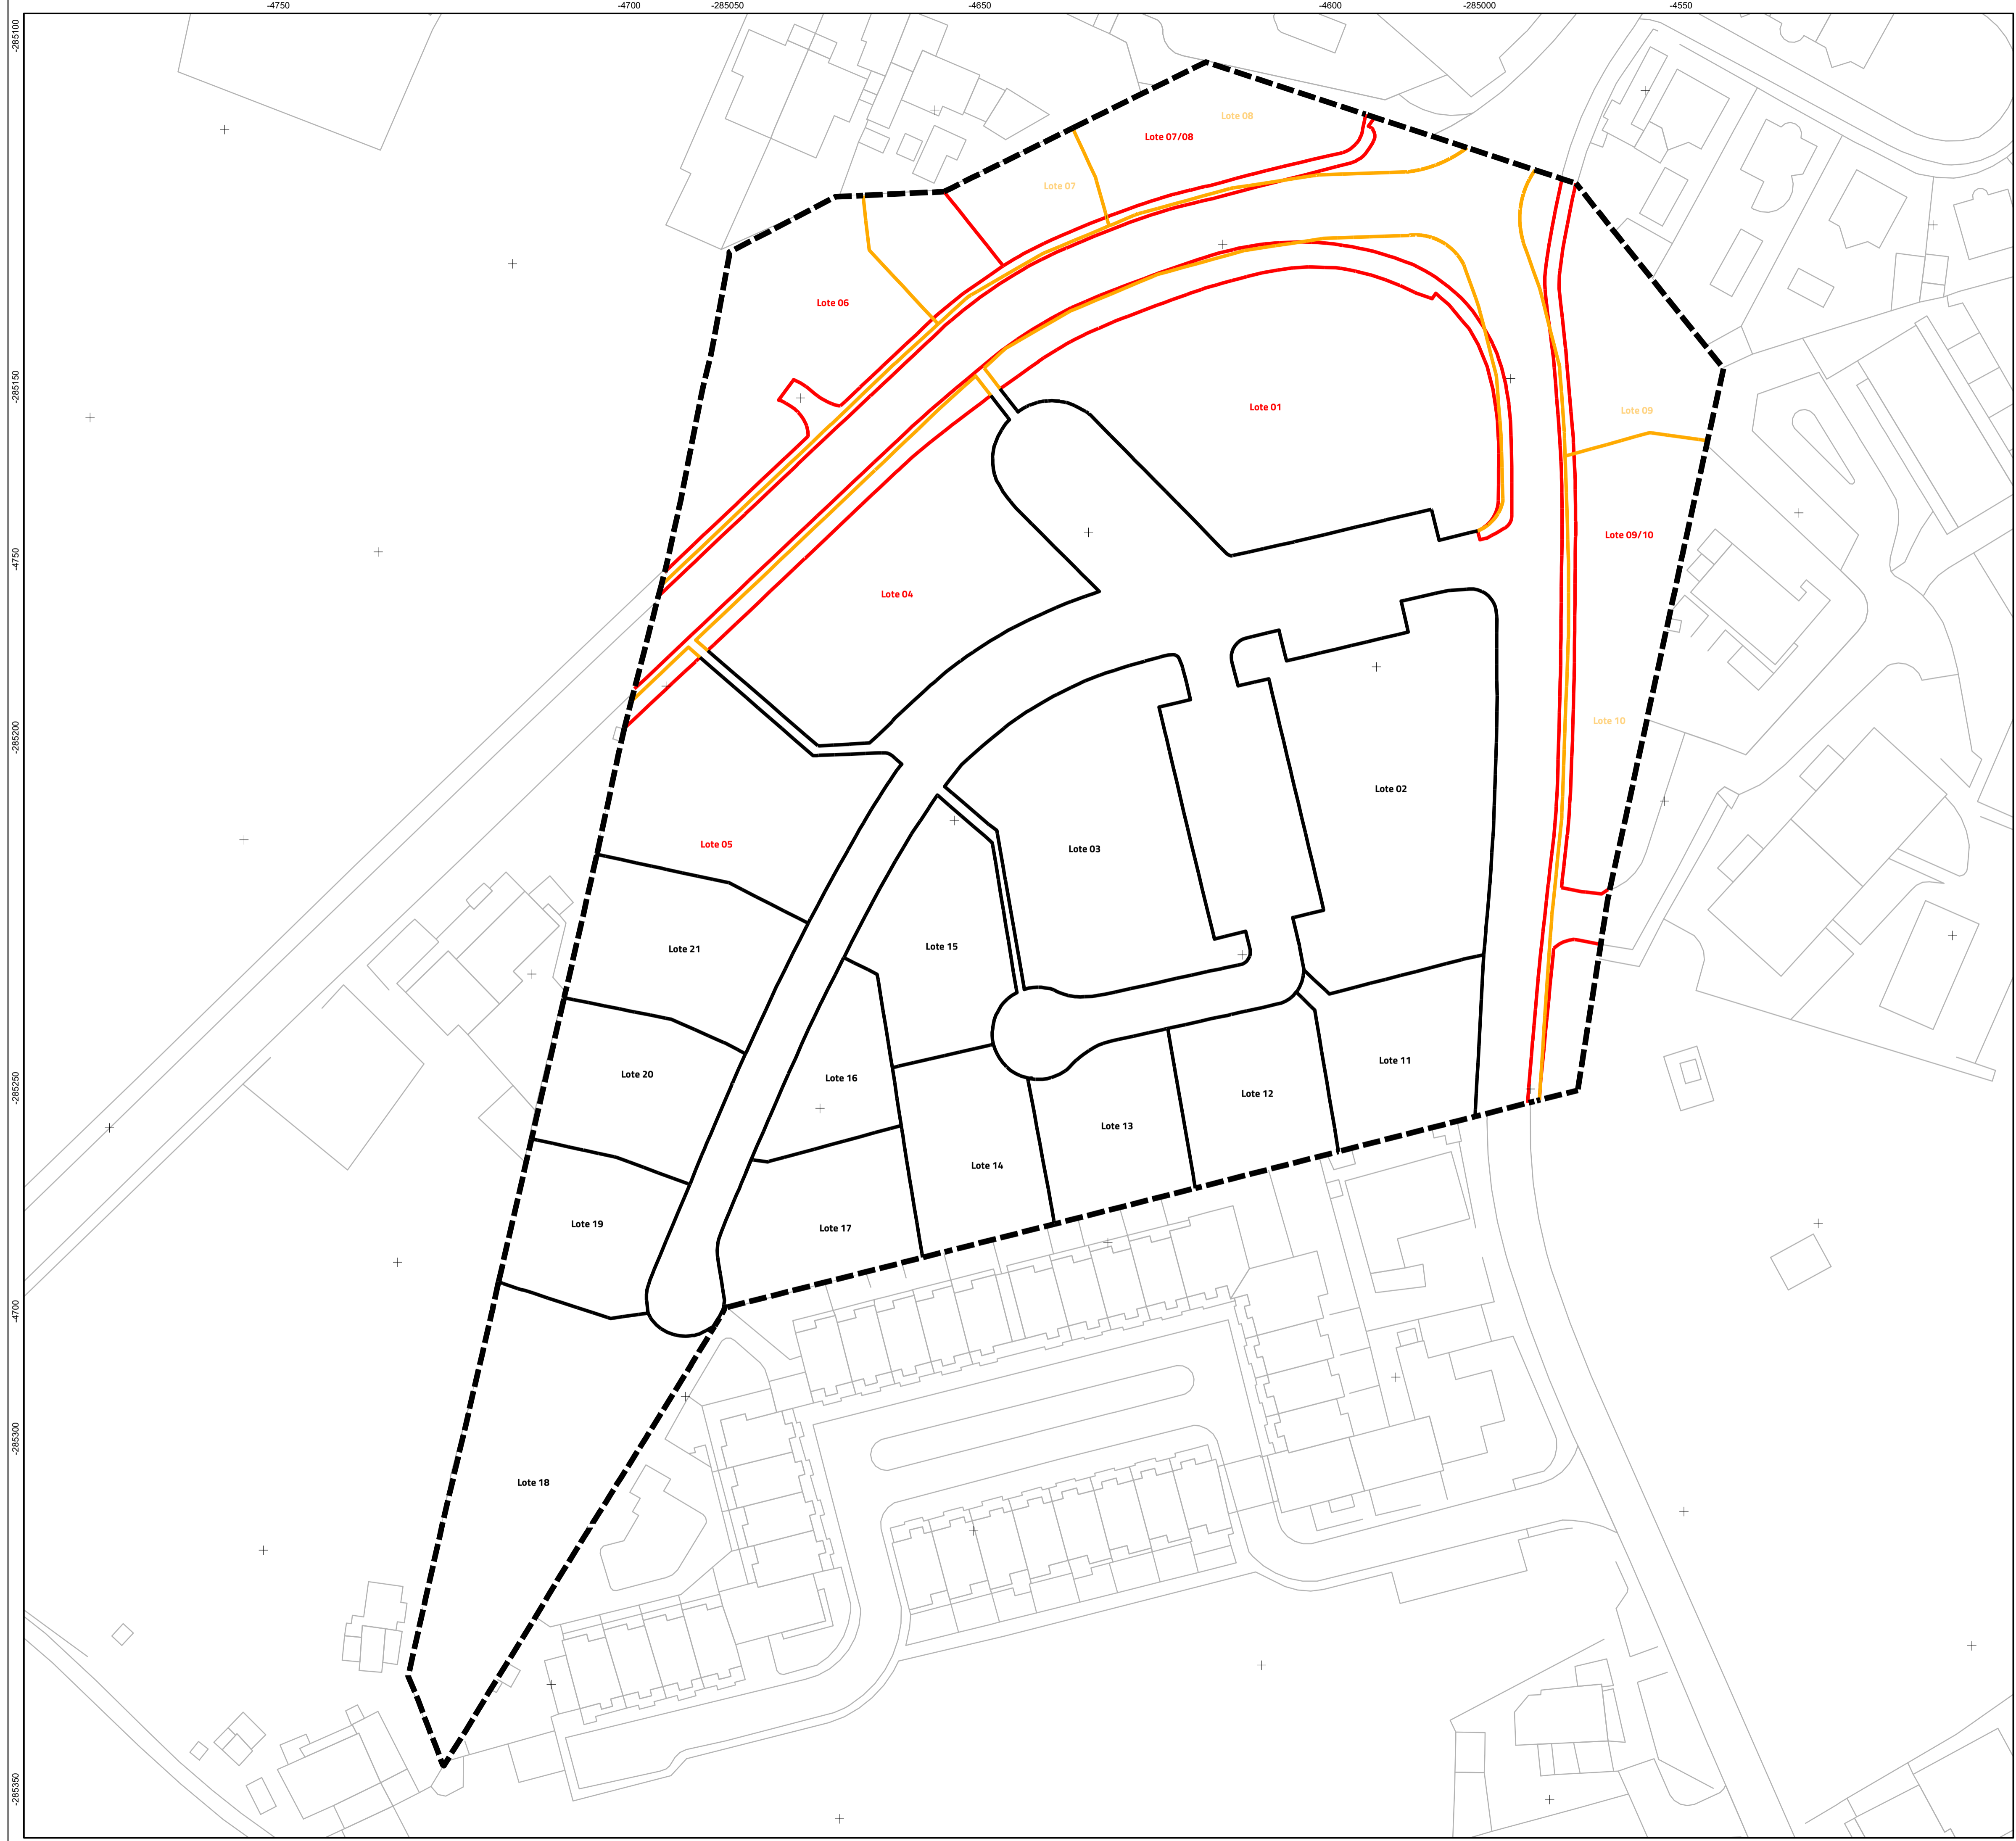 -4750
-4700
-285050
-4650
-4600
-285000
-4550
-285100
Lote 08
Lote 07/08
Lote 07
Lote 06
-285150
Lote 01
Lote 09
Lote 09/10
-4750
Lote 04
Lote 10
-285200
Lote 02
Lote 05
Lote 03
Lote 21
Lote 15
Lote 11
-285250
Lote 20
Lote 16
Lote 12
Lote 13
Lote 14
Lote 19
Lote 17
-4700
-285300
Lote 18
-285350